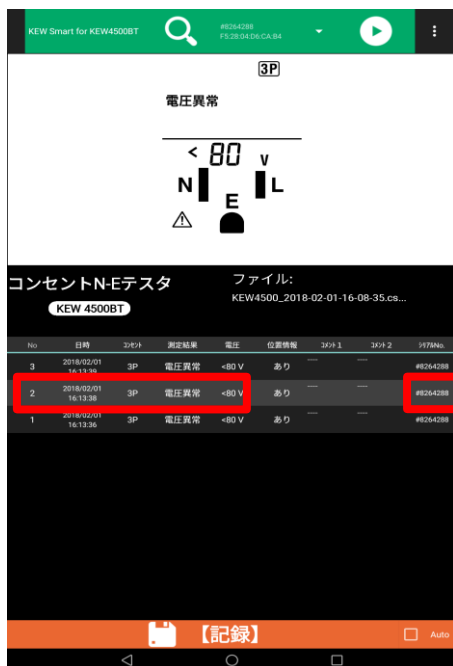 KEW Smart for KEW4500BT
#8264288
F5:28:04:D6:CA:B4
3P
電圧異常
< 80 v
N
L
E
コンセントN-Eテスタ
KEW 4500BT
ファイル:
KEW4500_2018-02-01-16-08-35.cs...
No 日時 ｺﾝｾﾝﾄ 測定結果 電圧 位置情報 ｺﾒﾝﾄ 1 ｺﾒﾝﾄ 2 ｼﾘｱﾙNo.
3 2018/02/01 16:13:39 3P 電圧異常 <80 V あり — — #8264288
2 2018/02/01 16:13:38 3P 電圧異常 <80 V あり — — #8264288
1 2018/02/01 16:13:36 3P 電圧異常 <80 V あり — — #8264288
【記録】
Auto